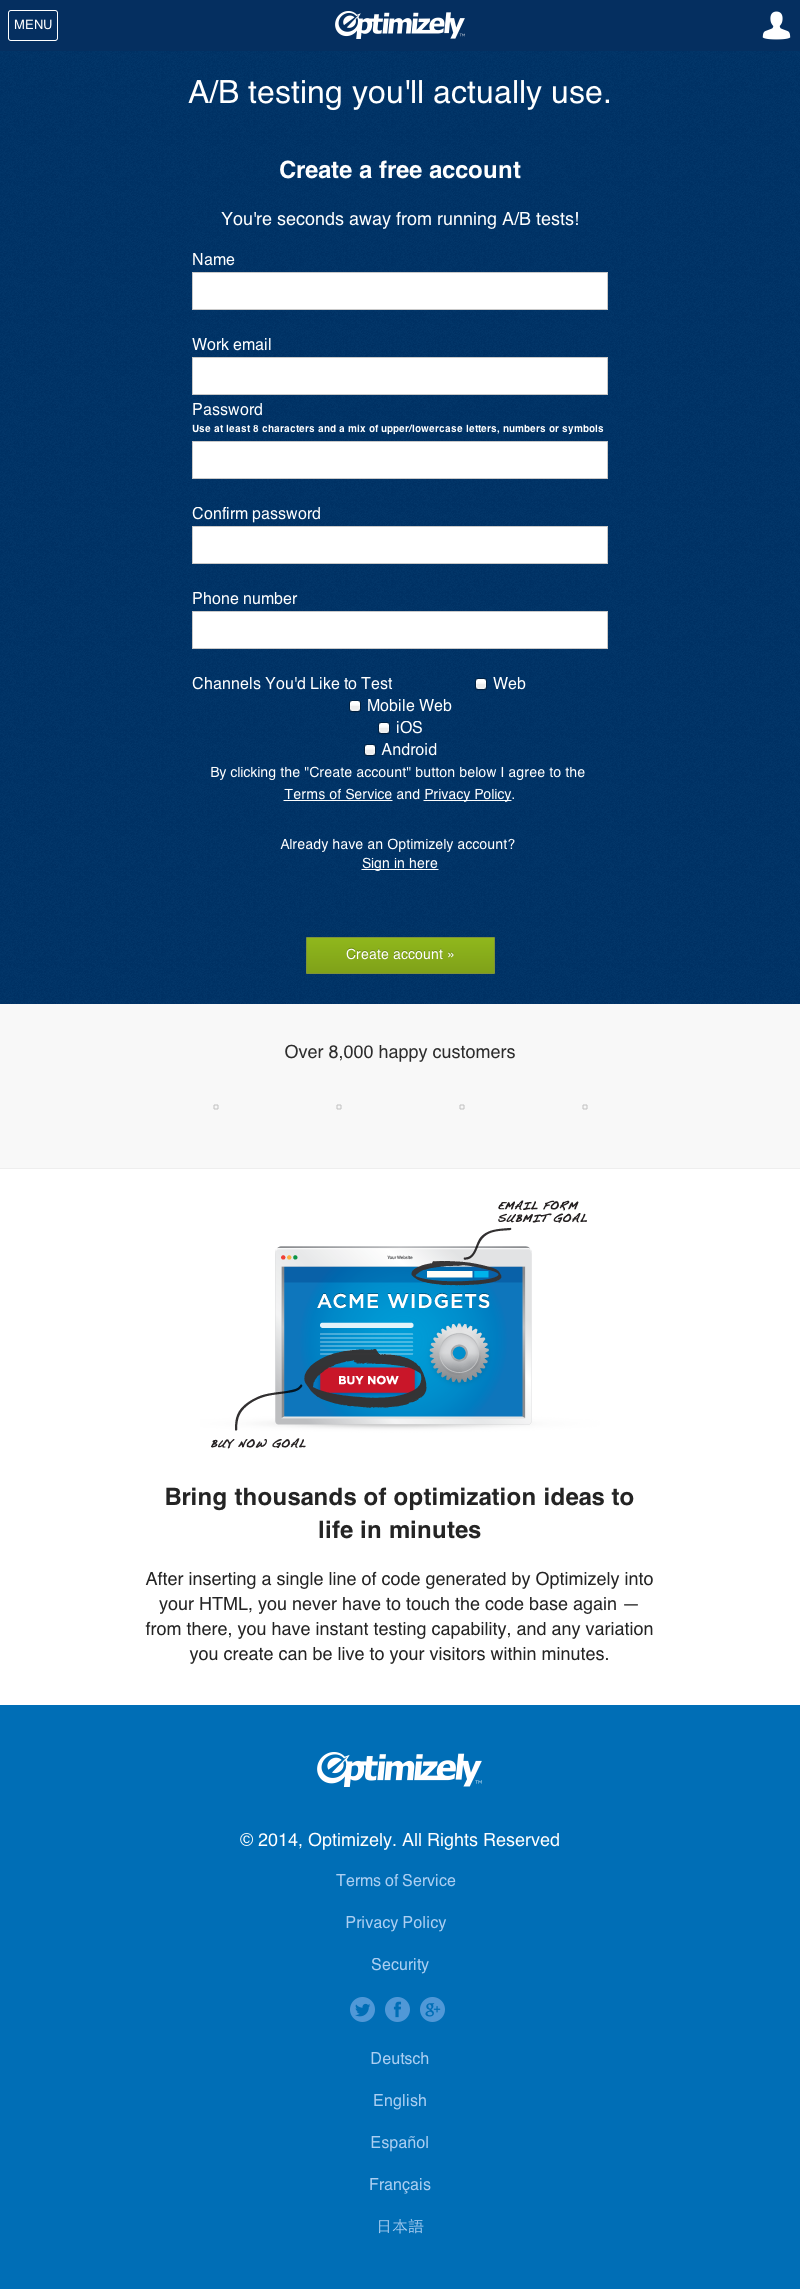 MENU
Optimizely
A/B testing you'll actually use.
Create a free account
You're seconds away from running A/B tests!
Name
Work email
Password
Use at least 8 characters and a mix of upper/lowercase letters, numbers or symbols
Confirm password
Phone number
Channels You'd Like to Test Web
Mobile Web
iOS
Android
By clicking the "Create account" button below I agree to the
Terms of Service and Privacy Policy.
Already have an Optimizely account?
Sign in here
Create account »
Over 8,000 happy customers
EMAIL FORM
SUBMIT GOAL
Your Website
ACME WIDGETS
BUY NOW
BUY NOW GOAL
Bring thousands of optimization ideas to
life in minutes
After inserting a single line of code generated by Optimizely into
your HTML, you never have to touch the code base again —
from there, you have instant testing capability, and any variation
you create can be live to your visitors within minutes.
Optimizely™
© 2014, Optimizely. All Rights Reserved
Terms of Service
Privacy Policy
Security
Deutsch
English
Español
Français
日本語